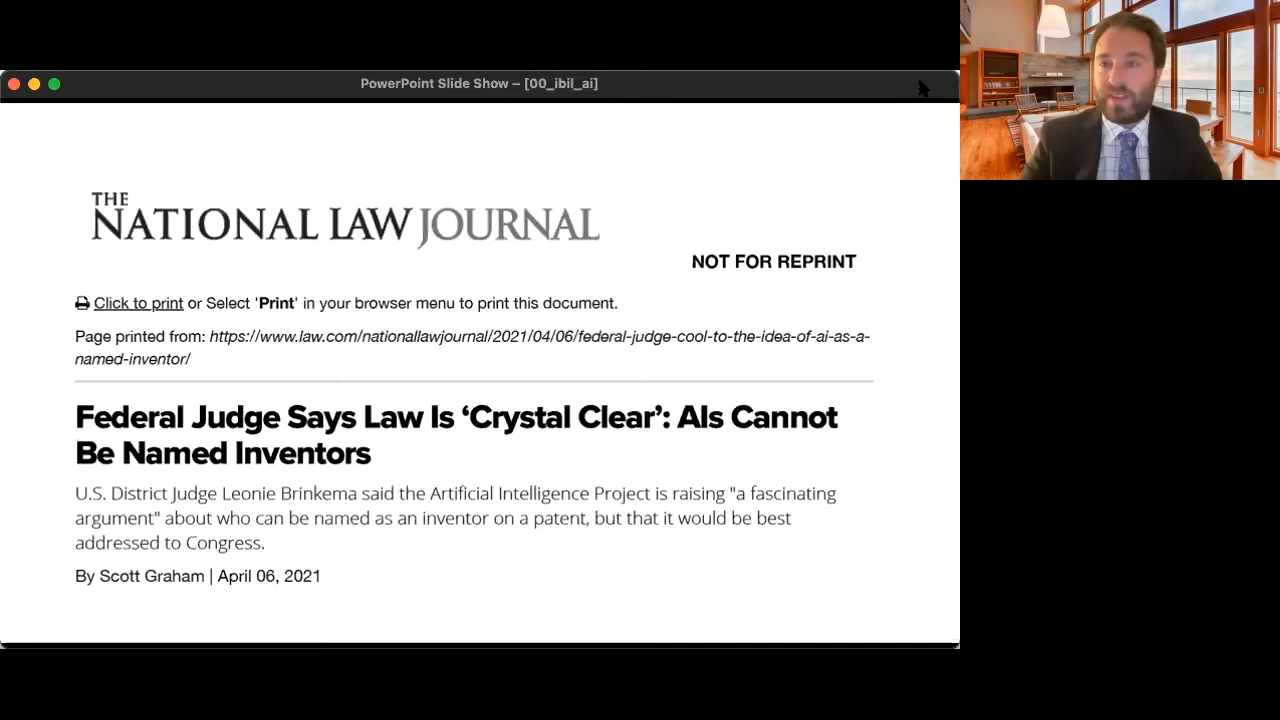 PowerPoint Slide Show – [00_ibil_ai]
THE
NATIONAL LAW JOURNAL
NOT FOR REPRINT
Click to print or Select 'Print' in your browser menu to print this document.
Page printed from: https://www.law.com/nationallawjournal/2021/04/06/federal-judge-cool-to-the-idea-of-ai-as-a-
named-inventor/
Federal Judge Says Law Is ‘Crystal Clear’: AIs Cannot
Be Named Inventors
U.S. District Judge Leonie Brinkema said the Artificial Intelligence Project is raising "a fascinating
argument" about who can be named as an inventor on a patent, but that it would be best
addressed to Congress.
By Scott Graham | April 06, 2021